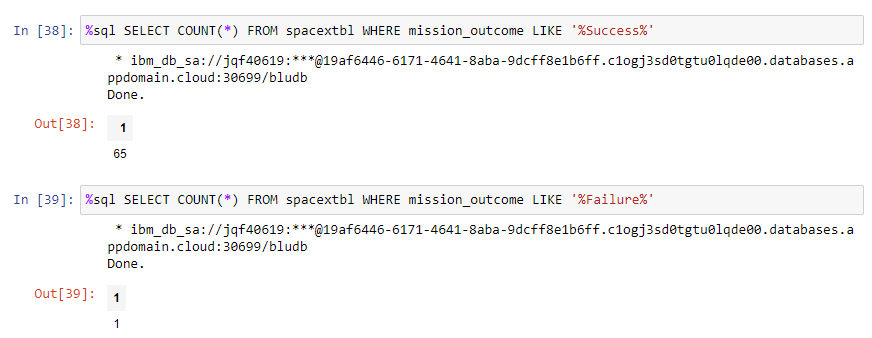 In [38]: %sql SELECT COUNT(*) FROM spacextbl WHERE mission_outcome LIKE '%Success%'
* ibm_db_sa://jqf40619:***@19af6446-6171-4641-8aba-9dcff8e1b6ff.c1ogj3sd0tgtu0lqde00.databases.a
ppdomain.cloud:30699/bludb
Done.
Out[38]: 1
65
In [39]: %sql SELECT COUNT(*) FROM spacextbl WHERE mission_outcome LIKE '%Failure%'
* ibm_db_sa://jqf40619:***@19af6446-6171-4641-8aba-9dcff8e1b6ff.c1ogj3sd0tgtu0lqde00.databases.a
ppdomain.cloud:30699/bludb
Done.
Out[39]: 1
1